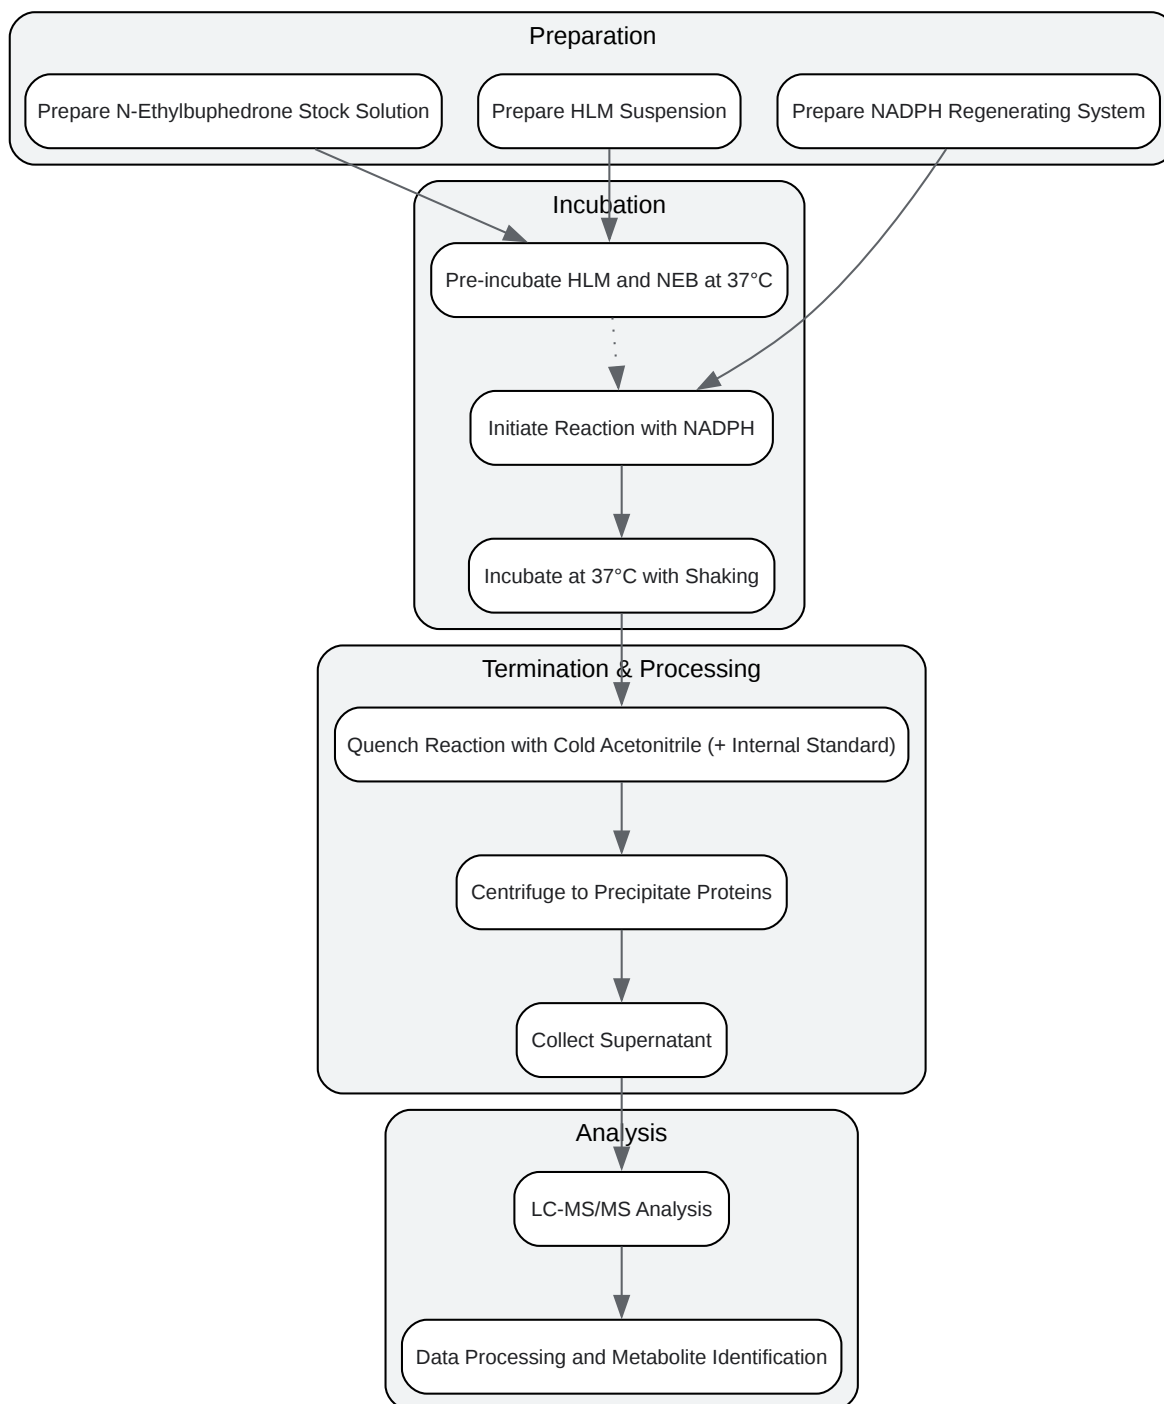 Preparation
Prepare N-Ethylbuphedrone Stock Solution
Prepare HLM Suspension
Prepare NADPH Regenerating System
Incubation
Pre-incubate HLM and NEB at 37°C
Initiate Reaction with NADPH
Incubate at 37°C with Shaking
Termination & Processing
Quench Reaction with Cold Acetonitrile (+ Internal Standard)
Centrifuge to Precipitate Proteins
Collect Supernatant
Analysis
LC-MS/MS Analysis
Data Processing and Metabolite Identification